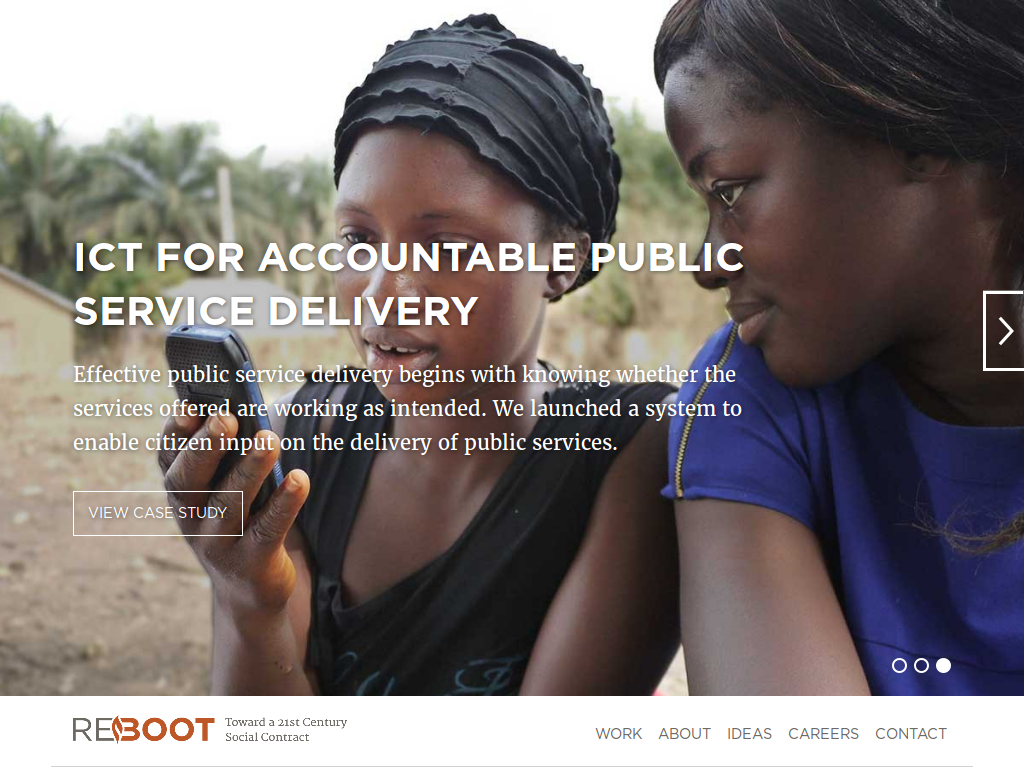 ICT FOR ACCOUNTABLE PUBLIC
SERVICE DELIVERY
Effective public service delivery begins with knowing whether the
services offered are working as intended. We launched a system to
enable citizen input on the delivery of public services.
VIEW CASE STUDY
REBOOT Toward a 21st Century
Social Contract
WORK ABOUT IDEAS CAREERS CONTACT